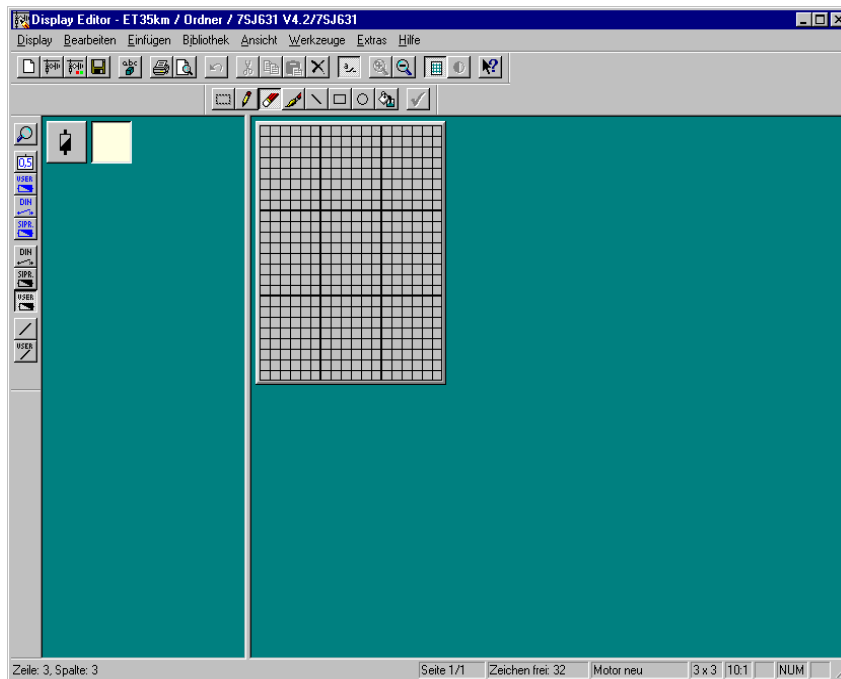 Display Editor - ET35km / Ordner / 7SJ631 V4.2/7SJ631
Display Bearbeiten Einfügen Bibliothek Ansicht Werkzeuge Extras Hilfe
abc
a
0,5
USER
DIN
SIPR.
DIN
SIPR.
USER
USER
Zeile: 3, Spalte: 3 Seite 1/1 Zeichen frei: 32 Motor neu 3 x 3 10:1 NUM